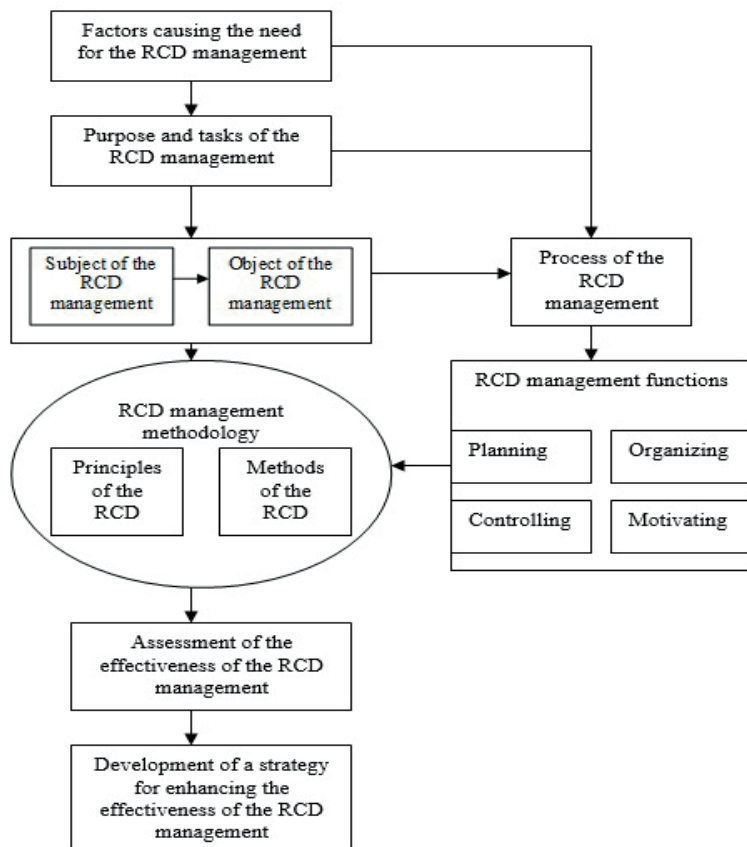 Factors causing the need
for the RCD management
Purpose and tasks of the
RCD management
Subject of the
RCD
management
Object of the
RCD
management
Process of the
RCD
management
RCD management functions
Planning
Organizing
Controlling
Motivating
RCD management
methodology
Principles
of the
RCD
Methods
of the
RCD
Assessment of the
effectiveness of the RCD
management
Development of a strategy
for enhancing the
effectiveness of the RCD
management